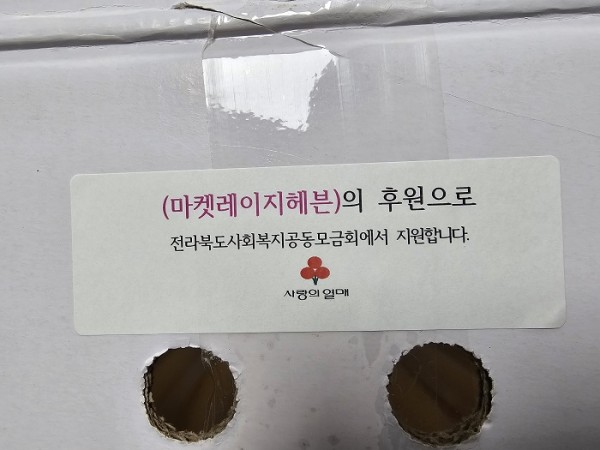 (마켓레이지헤븐)의 후원으로
전라북도사회복지공동모금회에서 지원합니다.
사랑의열매